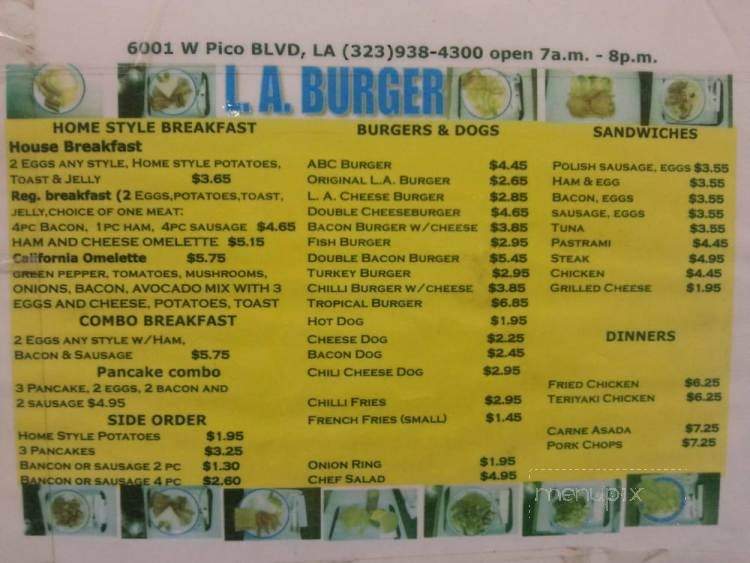 6001 W Pico BLVD, LA (323)938-4300 open 7a.m. - 8p.m.
L.A. BURGER
HOME STYLE BREAKFAST
House Breakfast
2 EGGS ANY STYLE, HOME STYLE POTATOES,
TOAST & JELLY $3.65
Reg. breakfast (2 EGGS,POTATOES,TOAST,
JELLY,CHOICE OF ONE MEAT:
4PC BACON, 1PC HAM, 4PC SAUSAGE $4.65
HAM AND CHEESE OMELETTE $5.15
California Omelette $5.75
GREEN PEPPER, TOMATOES, MUSHROOMS,
ONIONS, BACON, AVOCADO MIX WITH 3
EGGS AND CHEESE, POTATOES, TOAST
COMBO BREAKFAST
2 EGGS ANY STYLE W/HAM,
BACON & SAUSAGE $5.75
Pancake combo
3 PANCAKE, 2 EGGS, 2 BACON AND
2 SAUSAGE $4.95
SIDE ORDER
HOME STYLE POTATOES $1.95
3 PANCAKES $3.25
BANCON OR SAUSAGE 2 PC $1.30
BANCON OR SAUSAGE 4 PC $2.60
BURGERS & DOGS
ABC BURGER $4.45
ORIGINAL L.A. BURGER $2.65
L. A. CHEESE BURGER $2.85
DOUBLE CHEESEBURGER $4.65
BACON BURGER W/CHEESE $3.85
FISH BURGER $2.95
DOUBLE BACON BURGER $5.45
TURKEY BURGER $2.95
CHILLI BURGER W/CHEESE $3.85
TROPICAL BURGER $6.85
HOT DOG $1.95
CHEESE DOG $2.25
BACON DOG $2.45
CHILI CHEESE DOG $2.95
CHILLI FRIES $2.95
FRENCH FRIES (SMALL) $1.45
ONION RING $1.95
CHEF SALAD $4.95
SANDWICHES
POLISH SAUSAGE, EGGS $3.55
HAM & EGG $3.55
BACON, EGGS $3.55
SAUSAGE, EGGS $3.55
TUNA $3.55
PASTRAMI $4.45
STEAK $4.95
CHICKEN $4.45
GRILLED CHEESE $1.95
DINNERS
FRIED CHICKEN $6.25
TERIYAKI CHICKEN $6.25
CARNE ASADA $7.25
PORK CHOPS $7.25
menupix